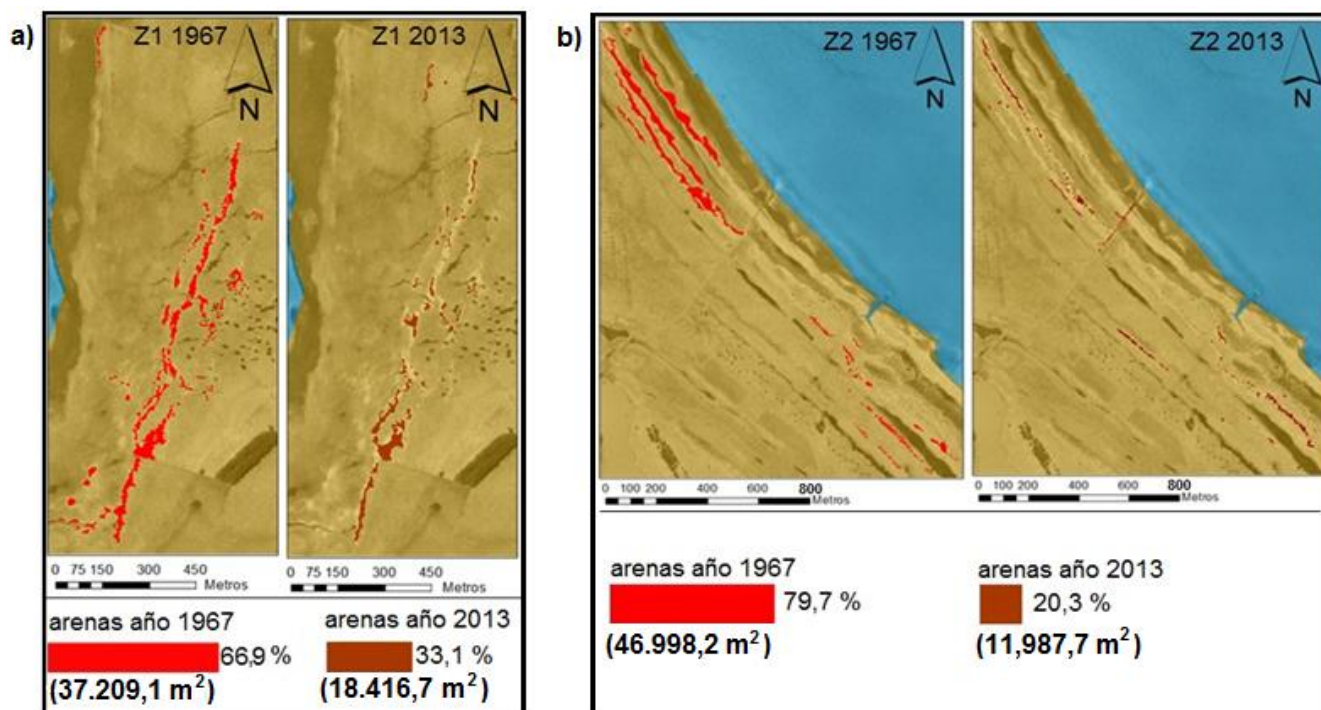 a)
Z1 1967
N
0 75 150 300 450
Metros
Z1 2013
N
0 75 150 300 450
Metros
arenas año 1967
66,9 %
(37.209,1 m²)
arenas año 2013
33,1 %
(18.416,7 m²)
b)
Z2 1967
N
0 100 200 400 600 800
Metros
Z2 2013
N
0 100 200 400 600 800
Metros
arenas año 1967
79,7 %
(46.998,2 m²)
arenas año 2013
20,3 %
(11,987,7 m²)